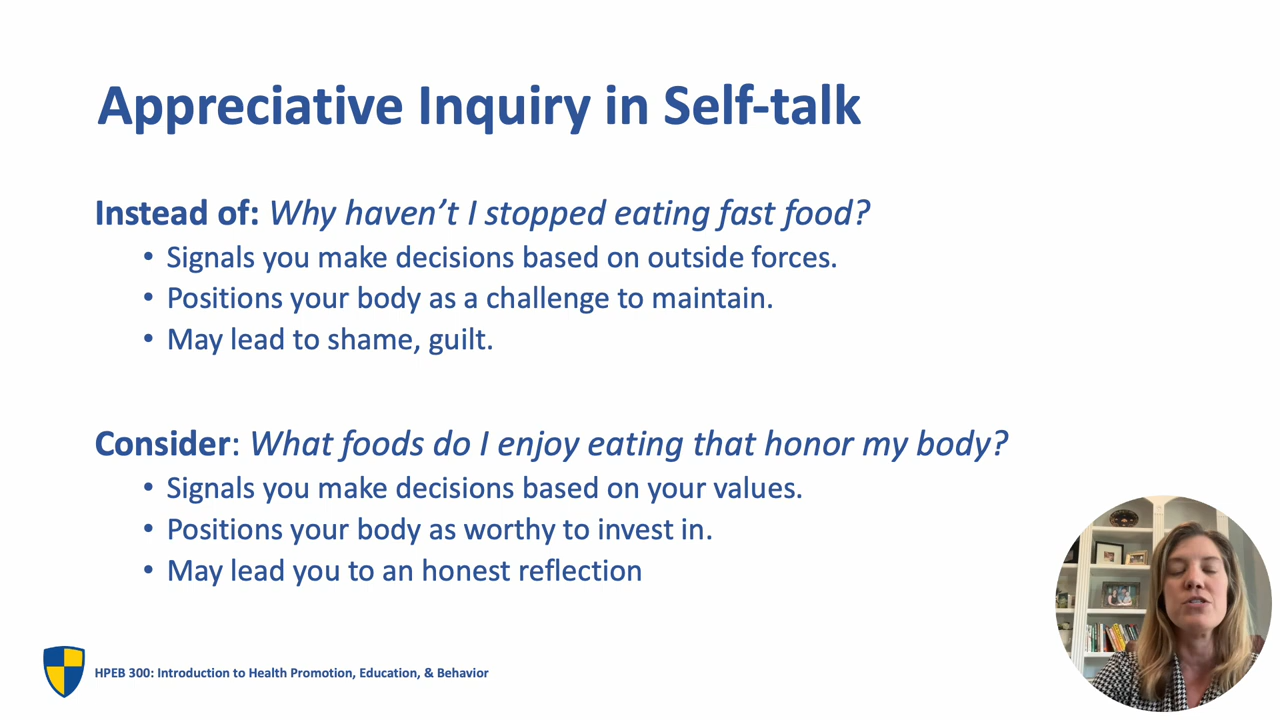 Appreciative Inquiry in Self-talk
Instead of: Why haven’t I stopped eating fast food?
• Signals you make decisions based on outside forces.
• Positions your body as a challenge to maintain.
• May lead to shame, guilt.
Consider: What foods do I enjoy eating that honor my body?
• Signals you make decisions based on your values.
• Positions your body as worthy to invest in.
• May lead you to an honest reflection
HPEB 300: Introduction to Health Promotion, Education, & Behavior